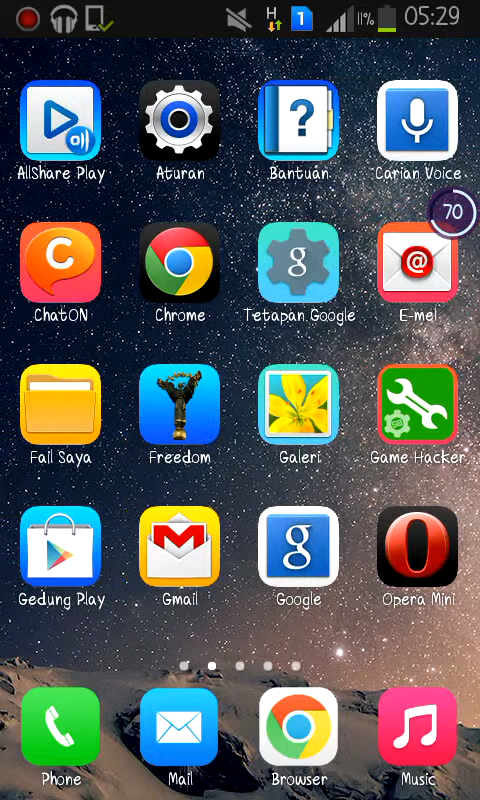 H 1 11% 05:29
?
AllShare Play Aturan Bantuan Carian Voice
70
C g @
ChatON Chrome Tetapan Google E-mel
Fail Saya Freedom Galeri Game Hacker
M g O
Gedung Play Gmail Google Opera Mini
Phone Mail Browser Music